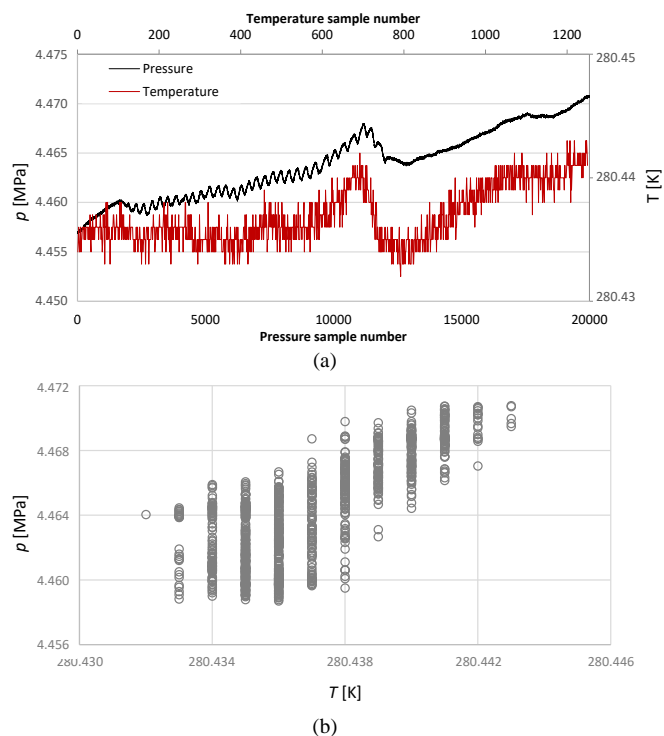 Temperature sample number
0 200 400 600 800 1000 1200
4.475
4.470
4.465
4.460
4.455
4.450
p [MPa]
Pressure
Temperature
280.45
280.44
280.43
T [K]
0 5000 10000 15000 20000
Pressure sample number
(a)
4.472
4.468
4.464
4.460
4.456
p [MPa]
280.430 280.434 280.438 280.442 280.446
T [K]
(b)